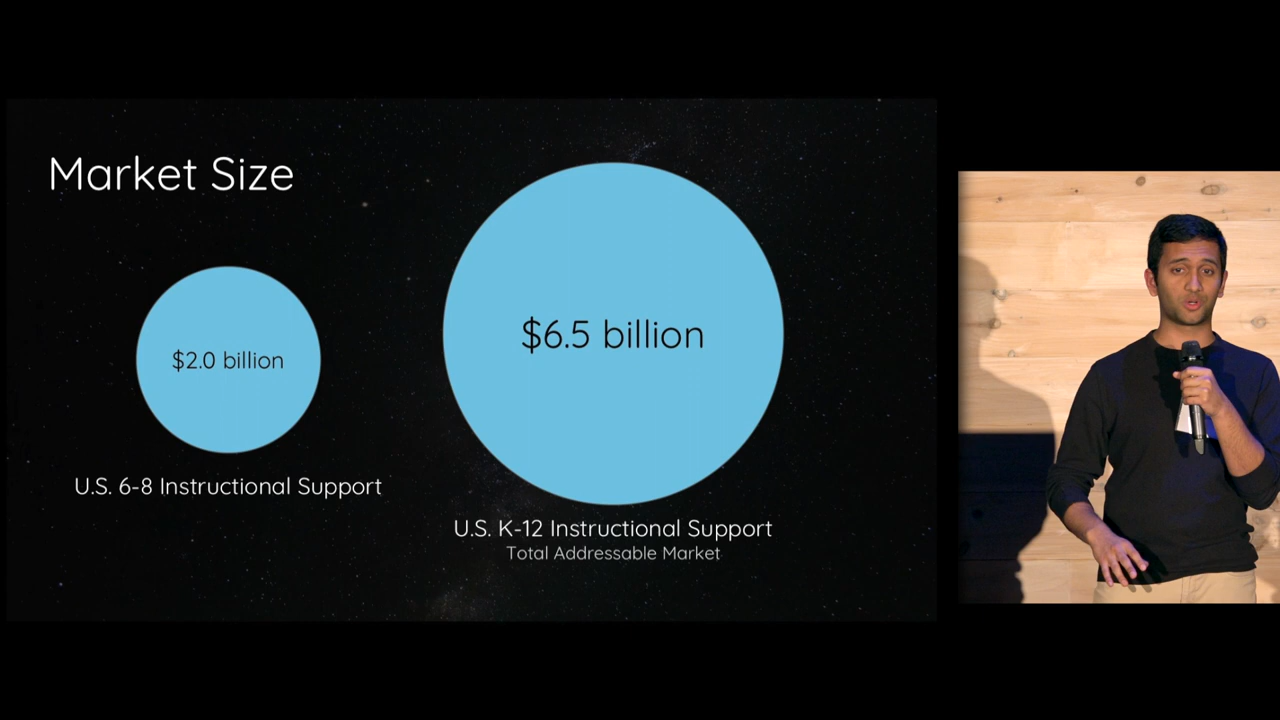 Market Size
$2.0 billion
U.S. 6-8 Instructional Support
$6.5 billion
U.S. K-12 Instructional Support
Total Addressable Market